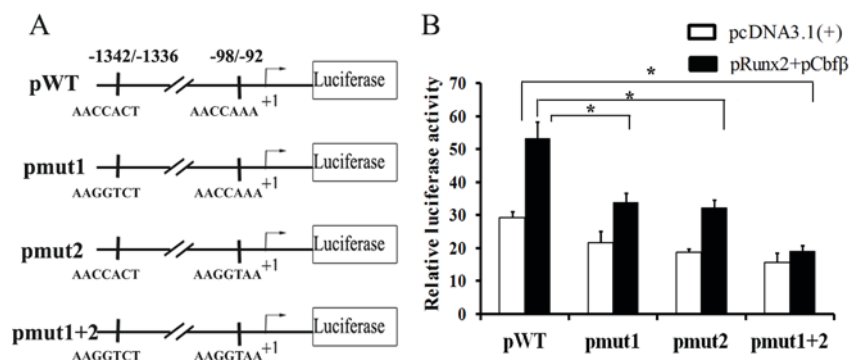 A
-1342/-1336
-98/-92
pWT
Luciferase
AACCACT
AACCAAA
+1
pmut1
Luciferase
AAGGTCT
AACCAAA
+1
pmut2
Luciferase
AACCACT
AAGGTAA
+1
pmut1+2
Luciferase
AAGGTCT
AAGGTAA
+1
B
pcDNA3.1(+)
pRunx2+pCbfβ
*
*
*
Relative luciferase activity
70
60
50
40
30
20
10
0
pWT
pmut1
pmut2
pmut1+2